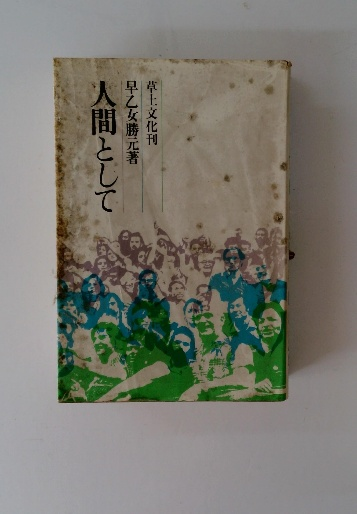 草土文化刊
早乙女勝元著
人間として